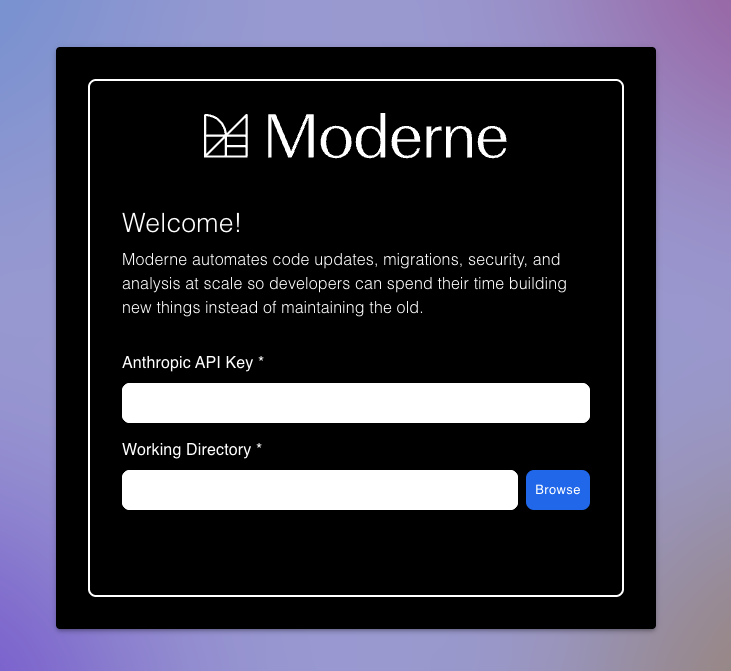 Moderne
Welcome!
Moderne automates code updates, migrations, security, and
analysis at scale so developers can spend their time building
new things instead of maintaining the old.
Anthropic API Key *
Working Directory *
Browse